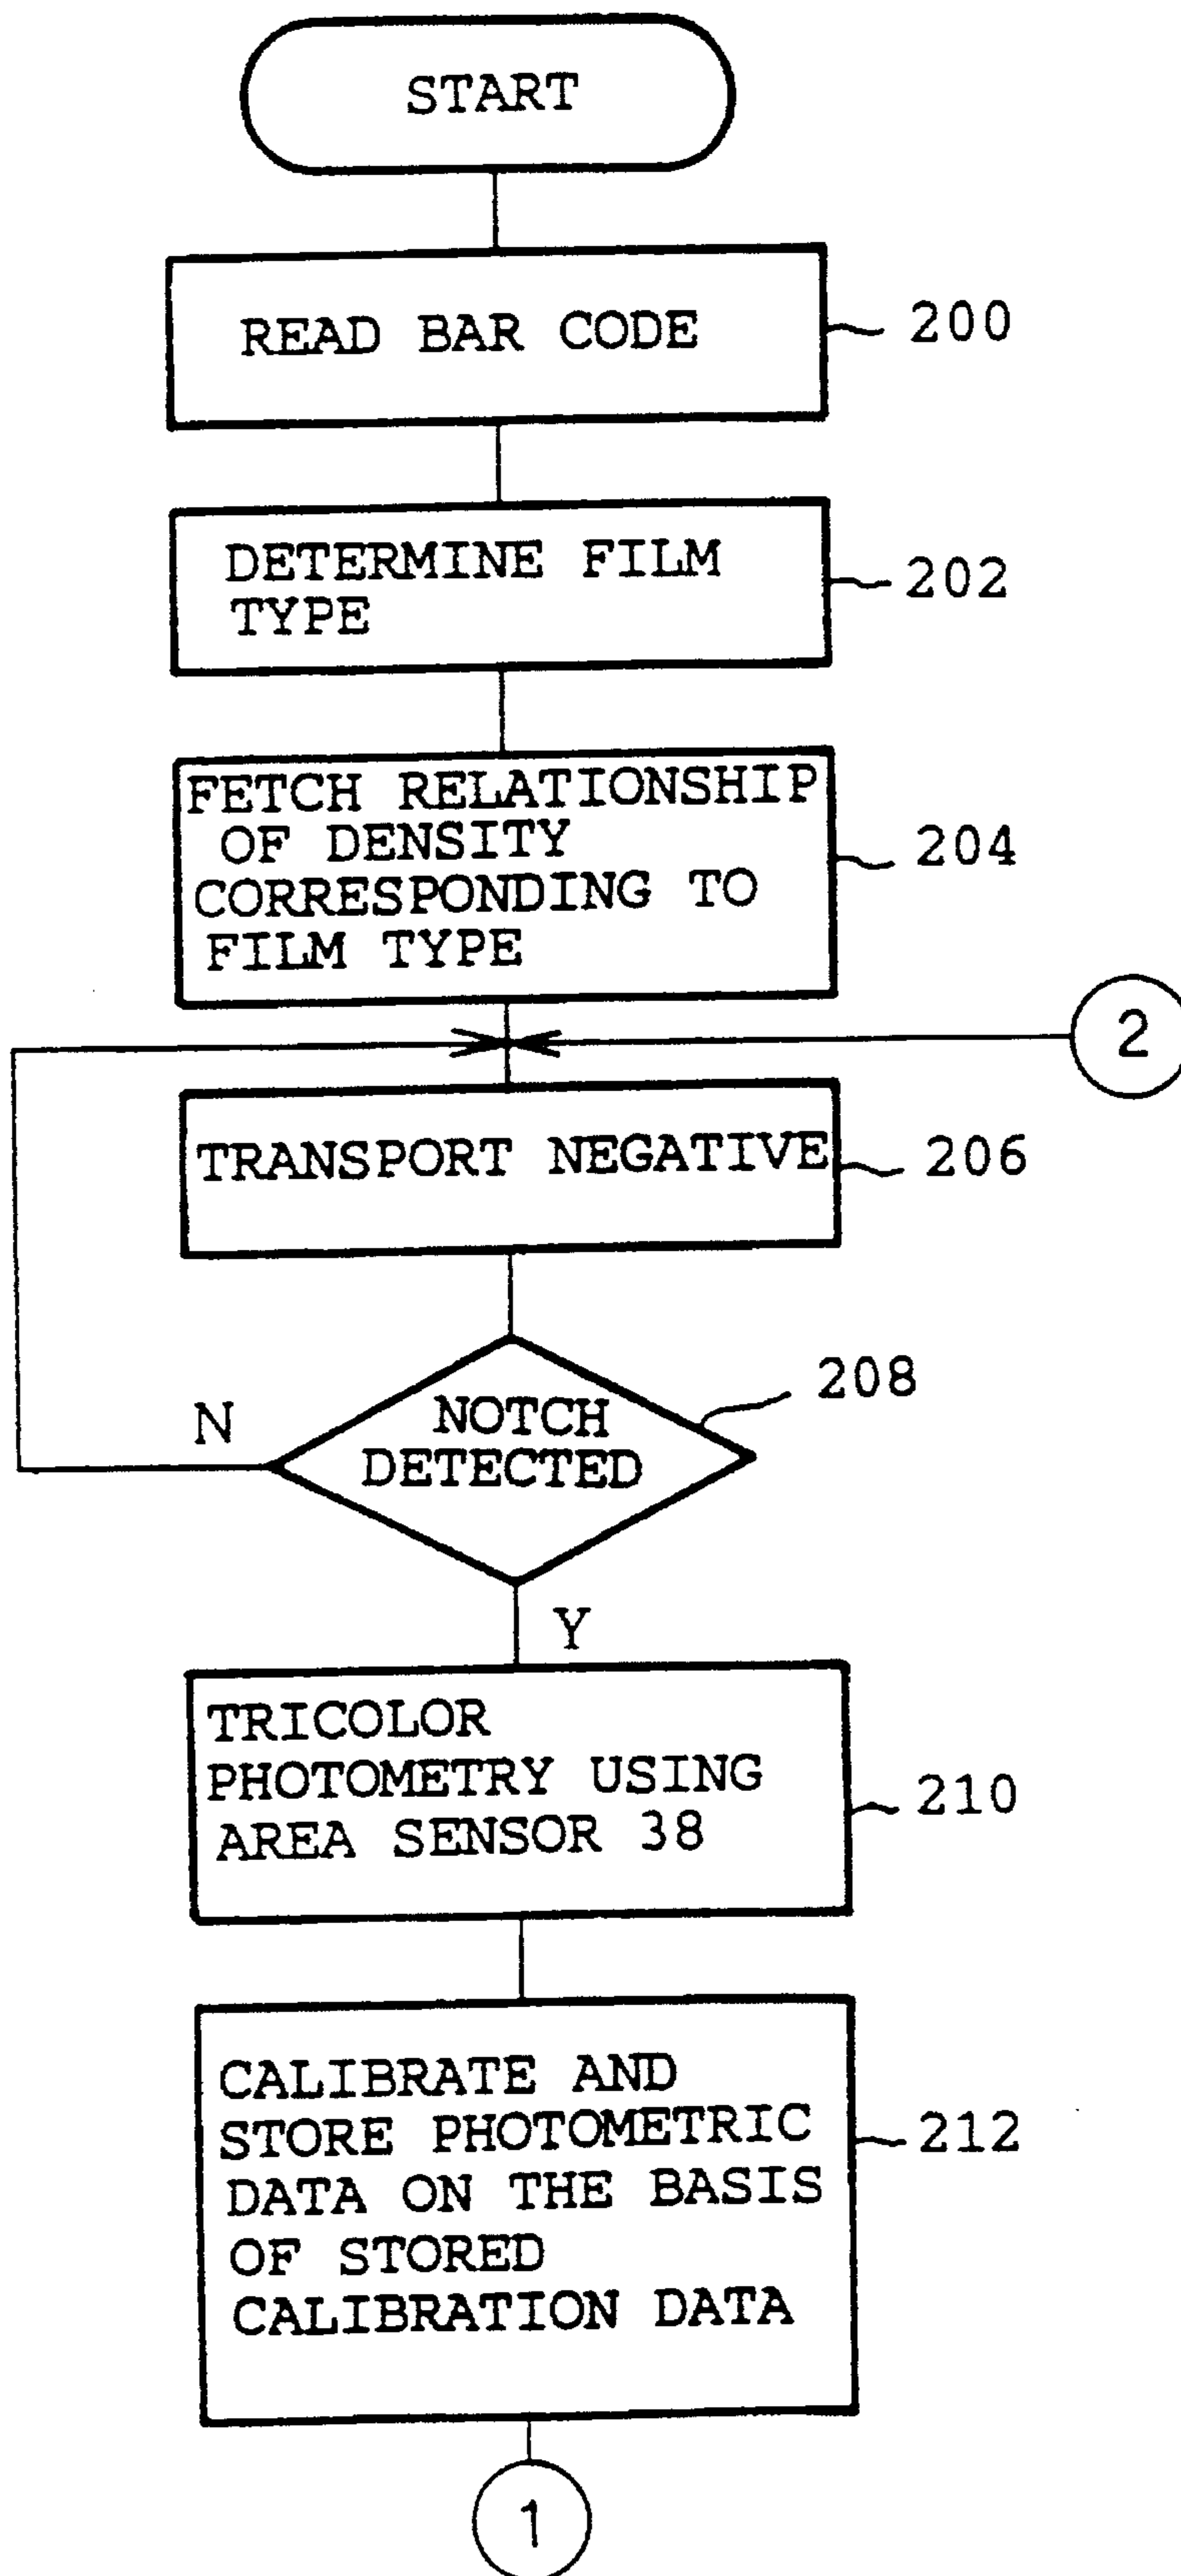 START
READ BAR CODE
200
DETERMINE FILM
TYPE
202
FETCH RELATIONSHIP
OF DENSITY
CORRESPONDING TO
FILM TYPE
204
2
TRANSPORT NEGATIVE
206
NOTCH
DETECTED
208
N
Y
TRICOLOR
PHOTOMETRY USING
AREA SENSOR 38
210
CALIBRATE AND
STORE PHOTOMETRIC
DATA ON THE BASIS
OF STORED
CALIBRATION DATA
212
1